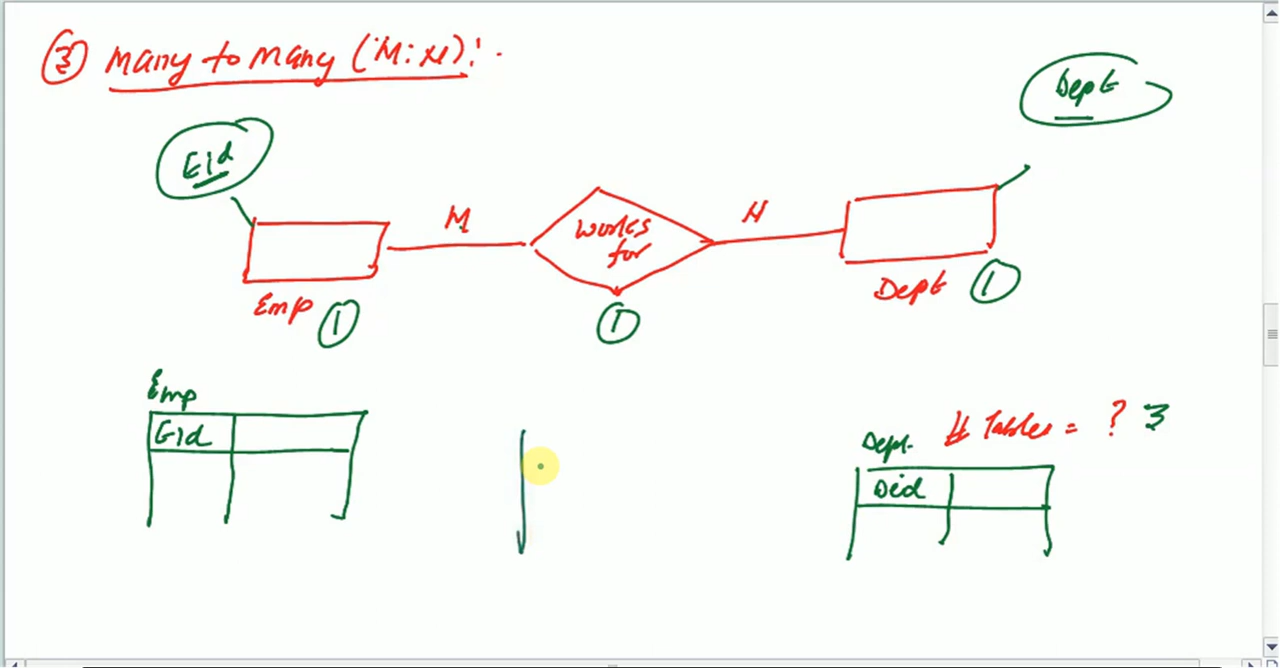 ③ Many to Many (M:N):
Dept
Eid
M
N
works
for
Emp ①
①
Dept ①
Emp
Eid
# Tables = ? 3
Dept
Did